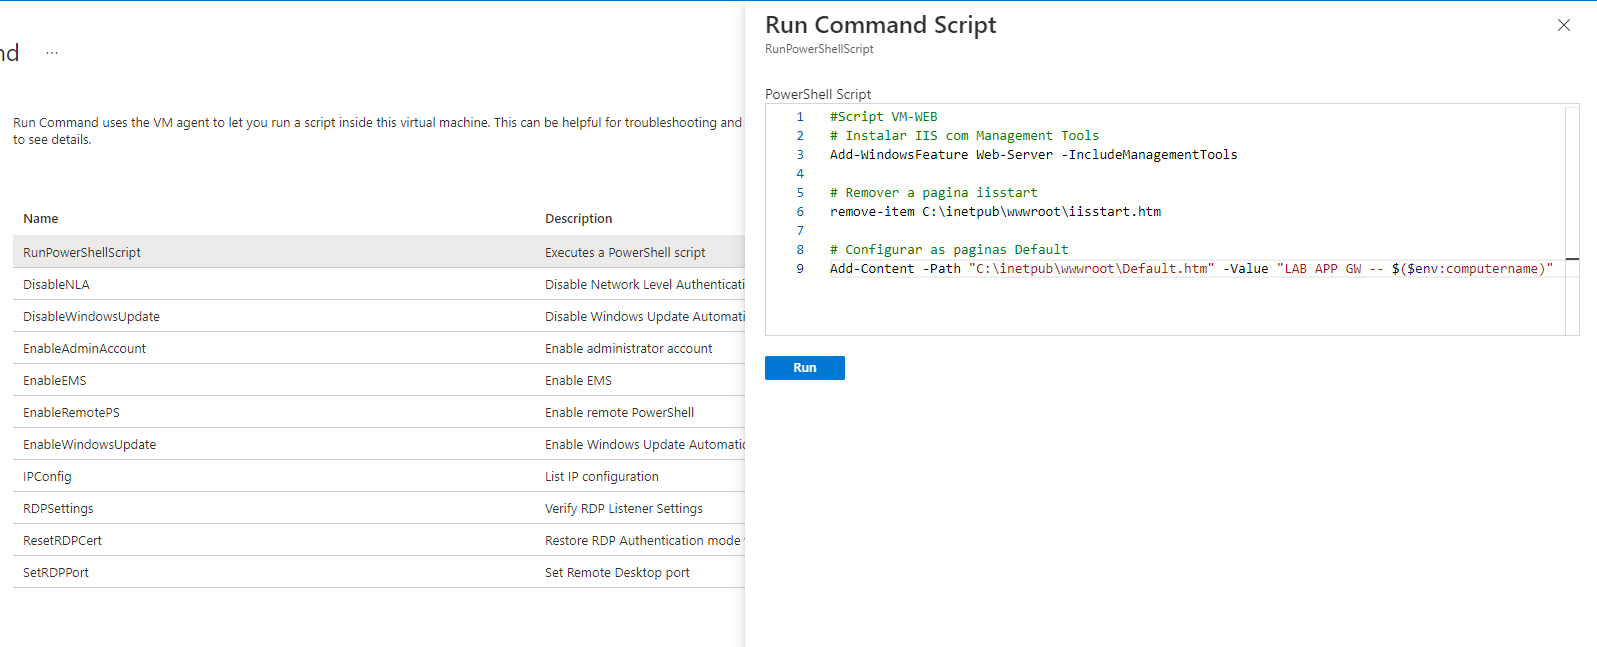 nd ...
Run Command uses the VM agent to let you run a script inside this virtual machine. This can be helpful for troubleshooting and
to see details.
Name Description
RunPowerShellScript Executes a PowerShell script
DisableNLA Disable Network Level Authenticati
DisableWindowsUpdate Disable Windows Update Automati
EnableAdminAccount Enable administrator account
EnableEMS Enable EMS
EnableRemotePS Enable remote PowerShell
EnableWindowsUpdate Enable Windows Update Automatic
IPConfig List IP configuration
RDPSettings Verify RDP Listener Settings
ResetRDPCert Restore RDP Authentication mode
SetRDPPort Set Remote Desktop port
Run Command Script
RunPowerShellScript
PowerShell Script
1 #Script VM-WEB
2 # Instalar IIS com Management Tools
3 Add-WindowsFeature Web-Server -IncludeManagementTools
4
5 # Remover a pagina iisstart
6 remove-item C:\inetpub\wwwroot\iisstart.htm
7
8 # Configurar as paginas Default
9 Add-Content -Path "C:\inetpub\wwwroot\Default.htm" -Value "LAB APP GW -- $($env:computername)"
Run